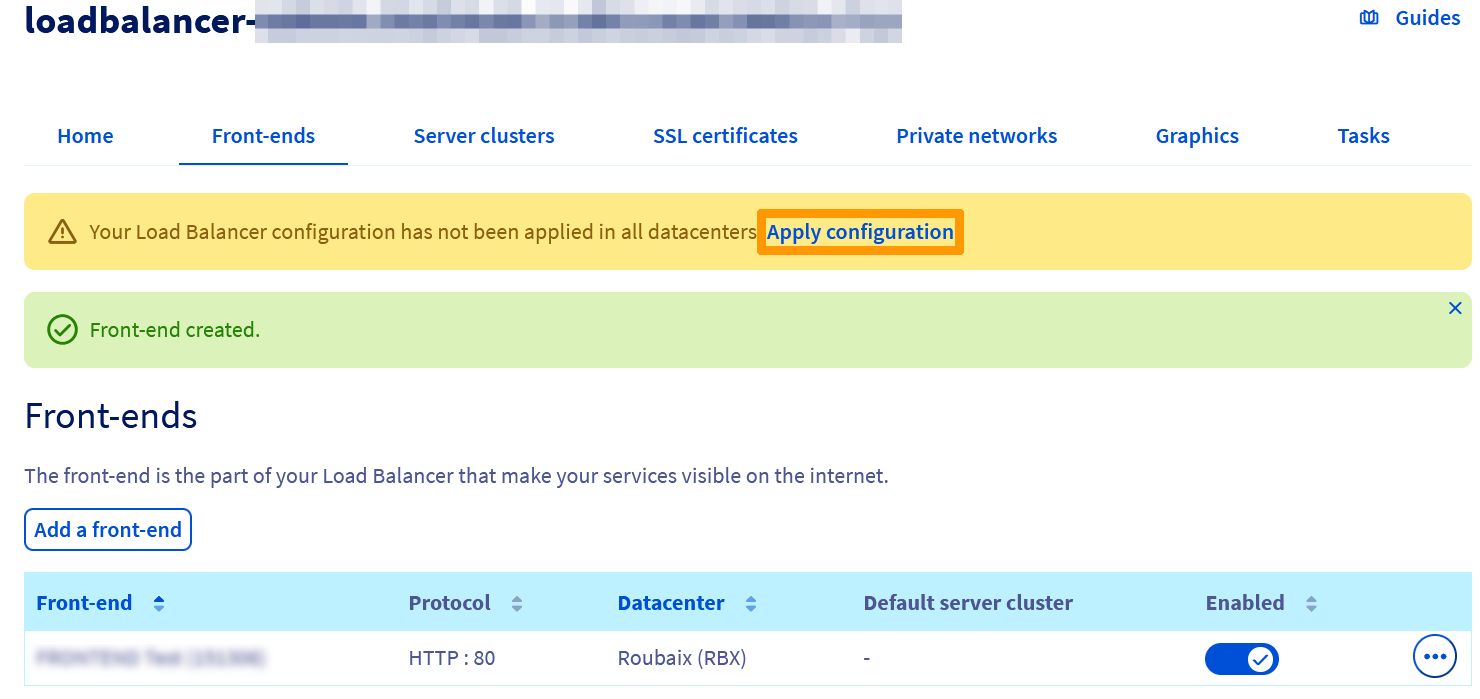 loadbalancer-
Guides
Home Front-ends Server clusters SSL certificates Private networks Graphics Tasks
Your Load Balancer configuration has not been applied in all datacenters Apply configuration
Front-end created.
Front-ends
The front-end is the part of your Load Balancer that make your services visible on the internet.
Add a front-end
Front-end Protocol Datacenter Default server cluster Enabled
HTTP : 80 Roubaix (RBX) -